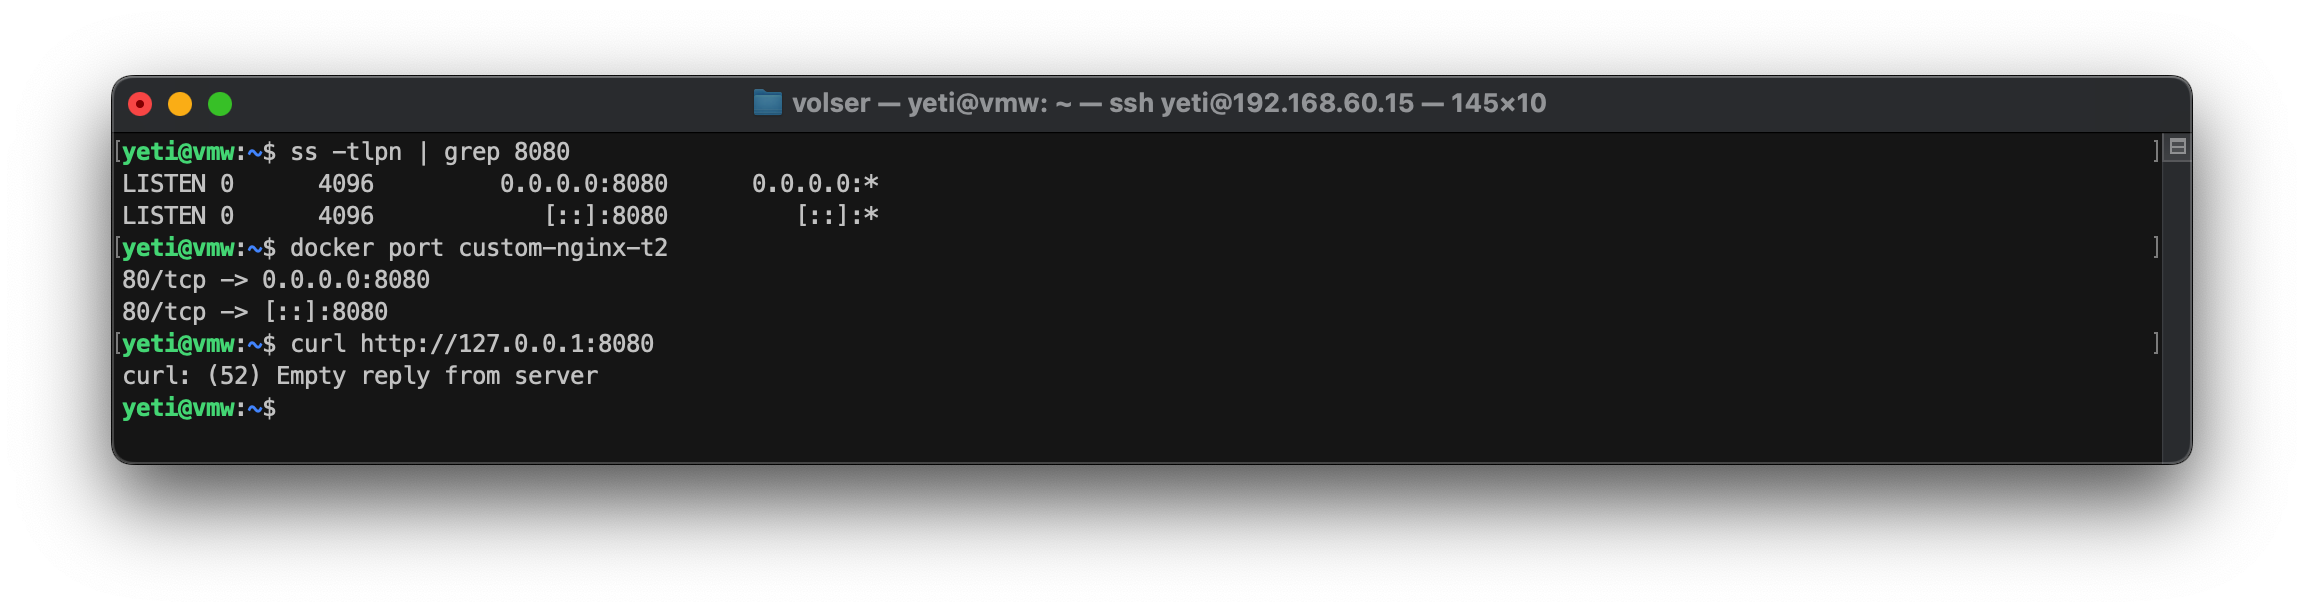 volser — yeti@vmw: ~ — ssh yeti@192.168.60.15 — 145×10
[yeti@vmw:~$ ss -tlpn | grep 8080 ]
LISTEN 0      4096         0.0.0.0:8080      0.0.0.0:*
LISTEN 0      4096            [::]:8080         [::]:*
[yeti@vmw:~$ docker port custom-nginx-t2 ]
80/tcp -> 0.0.0.0:8080
80/tcp -> [::]:8080
[yeti@vmw:~$ curl http://127.0.0.1:8080 ]
curl: (52) Empty reply from server
yeti@vmw:~$